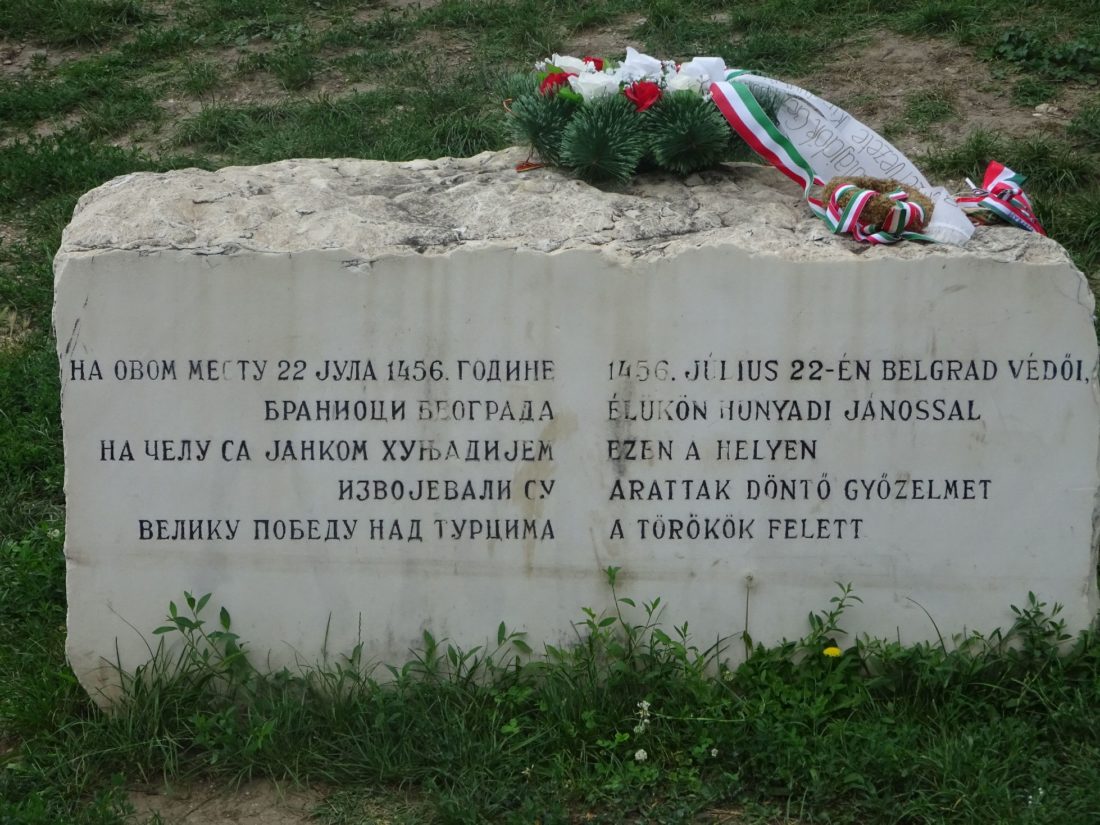 НА ОВОМ МЕСТУ 22 ЈУЛА 1456. ГОДИНЕ
БРАНИОЦИ БЕОГРАДА
НА ЧЕЛУ СА ЈАНКОМ ХУЊАДИЈЕМ
ИЗВОЈЕВАЛИ СУ
ВЕЛИКУ ПОБЕДУ НАД ТУРЦИМА
1456. JÚLIUS 22-ÉN BELGRAD VÉDŐI,
ÉLÜKÖN HUNYADI JÁNOSSAL
EZEN A HELYEN
ARATTAK DÖNTŐ GYŐZELMET
A TÖRÖKÖK FELETT